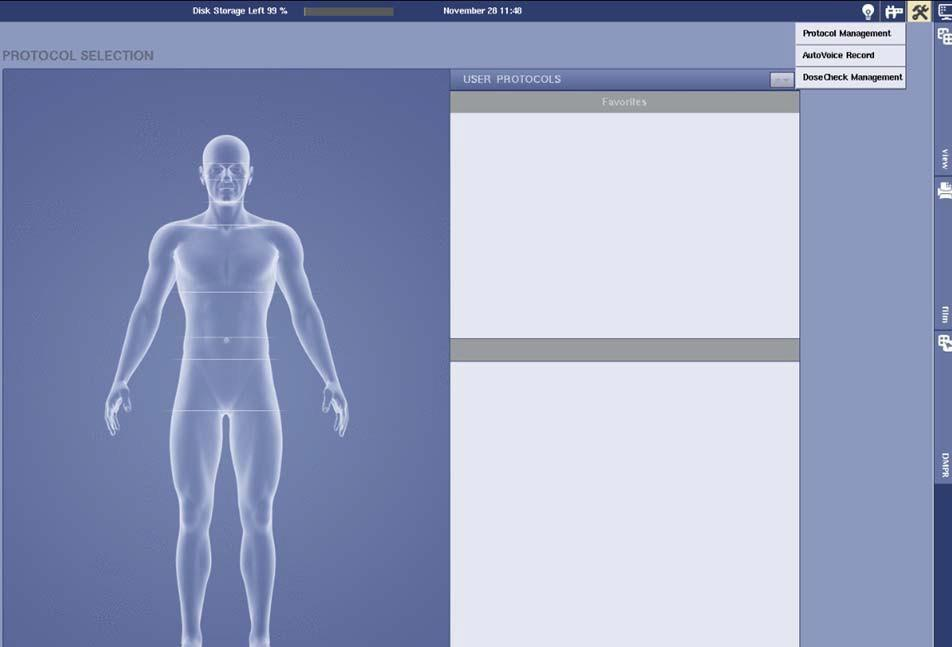 Disk Storage Left 99 % November 28 11:48
Protocol Management
PROTOCOL SELECTION
AutoVoice Record
USER PROTOCOLS
DoseCheck Management
Favorites
View
Film
DMPR